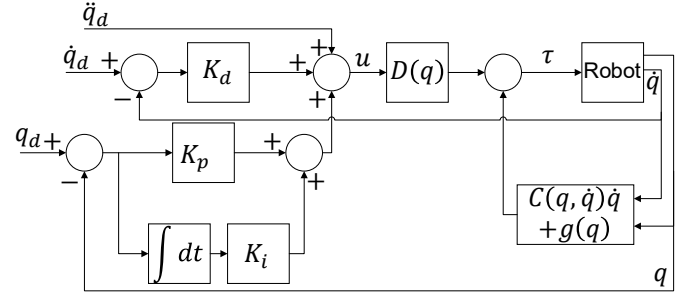 q̈_d
q̇_d + − K_d + + + u D(q) τ Robot q̇
q_d + − K_p + +
∫ dt K_i
C(q, q̇)q̇
+g(q)
q